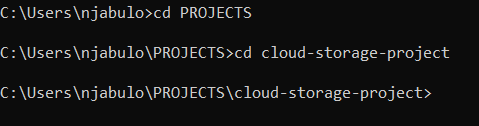 C:\Users\njabulo>cd PROJECTS
C:\Users\njabulo\PROJECTS>cd cloud-storage-project
C:\Users\njabulo\PROJECTS\cloud-storage-project>